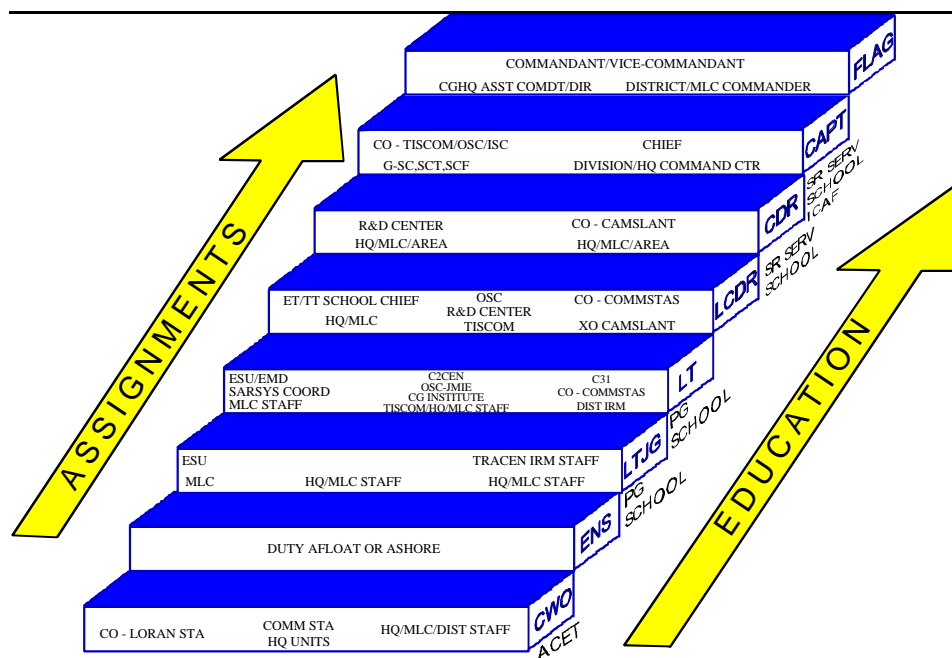 COMMANDANT/VICE-COMMANDANT
CGHQ ASST COMDT/DIR DISTRICT/MLC COMMANDER
FLAG
CO - TISCOM/OSC/ISC CHIEF
G-SC,SCT,SCF DIVISION/HQ COMMAND CTR
CAPT
R&D CENTER CO - CAMSLANT
HQ/MLC/AREA HQ/MLC/AREA
CDR
SR SERV
SCHOOL
ICAF
ET/TT SCHOOL CHIEF OSC CO - COMMSTAS
R&D CENTER
HQ/MLC TISCOM XO CAMSLANT
LCDR
SR SERV
SCHOOL
ESU/EMD C2CEN C31
SARSYS COORD OSC-JMIE CO - COMMSTAS
CG INSTITUTE
MLC STAFF TISCOM/HQ/MLC STAFF DIST IRM
LT
ESU TRACEN IRM STAFF
MLC HQ/MLC STAFF HQ/MLC STAFF
LTJG
PG
SCHOOL
DUTY AFLOAT OR ASHORE
ENS
PG
SCHOOL
CO - LORAN STA COMM STA HQ/MLC/DIST STAFF
HQ UNITS
CWO
ACET
ASSIGNMENTS
EDUCATION